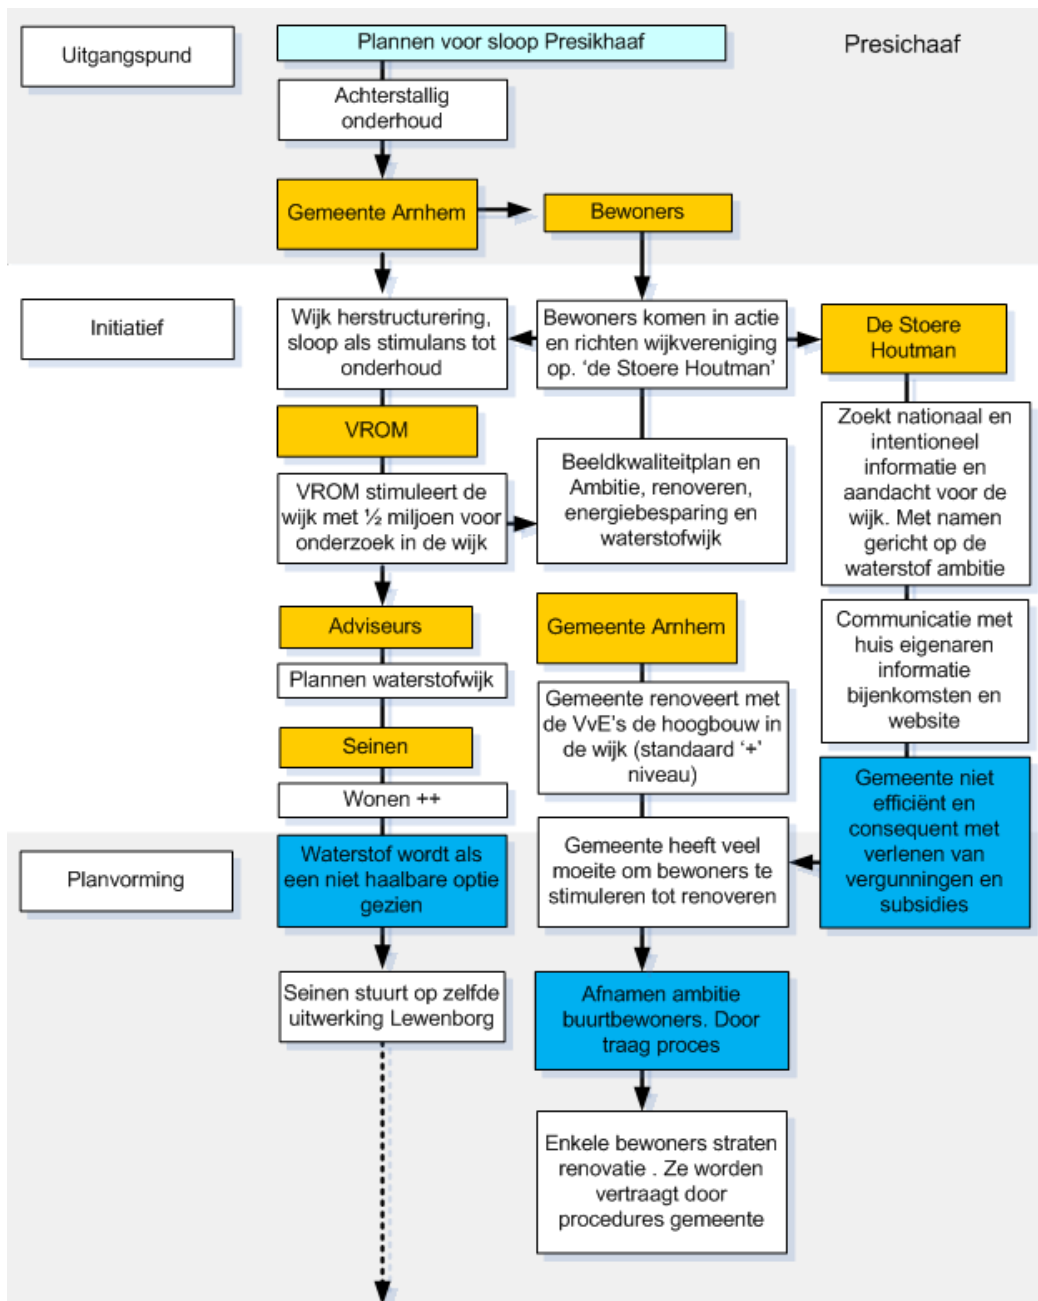 Uitgangspund
Plannen voor sloop Presikhaaf
Presichaaf
Achterstallig
onderhoud
Gemeente Arnhem
Bewoners
Initiatief
Wijk herstructurering,
sloop als stimulans tot
onderhoud
Bewoners komen in actie
en richten wijkvereniging
op. ‘de Stoere Houtman’
De Stoere
Houtman
VROM
VROM stimuleert de
wijk met ½ miljoen voor
onderzoek in de wijk
Beeldkwaliteitplan en
Ambitie, renoveren,
energiebesparing en
waterstofwijk
Zoekt nationaal en
intentioneel
informatie en
aandacht voor de
wijk. Met namen
gericht op de
waterstof ambitie
Adviseurs
Plannen waterstofwijk
Seinen
Wonen ++
Gemeente Arnhem
Gemeente renoveert met
de VvE’s de hoogbouw in
de wijk (standaard ‘+’
niveau)
Communicatie met
huis eigenaren
informatie
bijenkomsten en
website
Gemeente niet
efficiënt en
consequent met
verlenen van
vergunningen en
subsidies
Planvorming
Waterstof wordt als
een niet haalbare optie
gezien
Gemeente heeft veel
moeite om bewoners te
stimuleren tot renoveren
Seinen stuurt op zelfde
uitwerking Lewenborg
Afnamen ambitie
buurtbewoners. Door
traag proces
Enkele bewoners straten
renovatie . Ze worden
vertraagt door
procedures gemeente